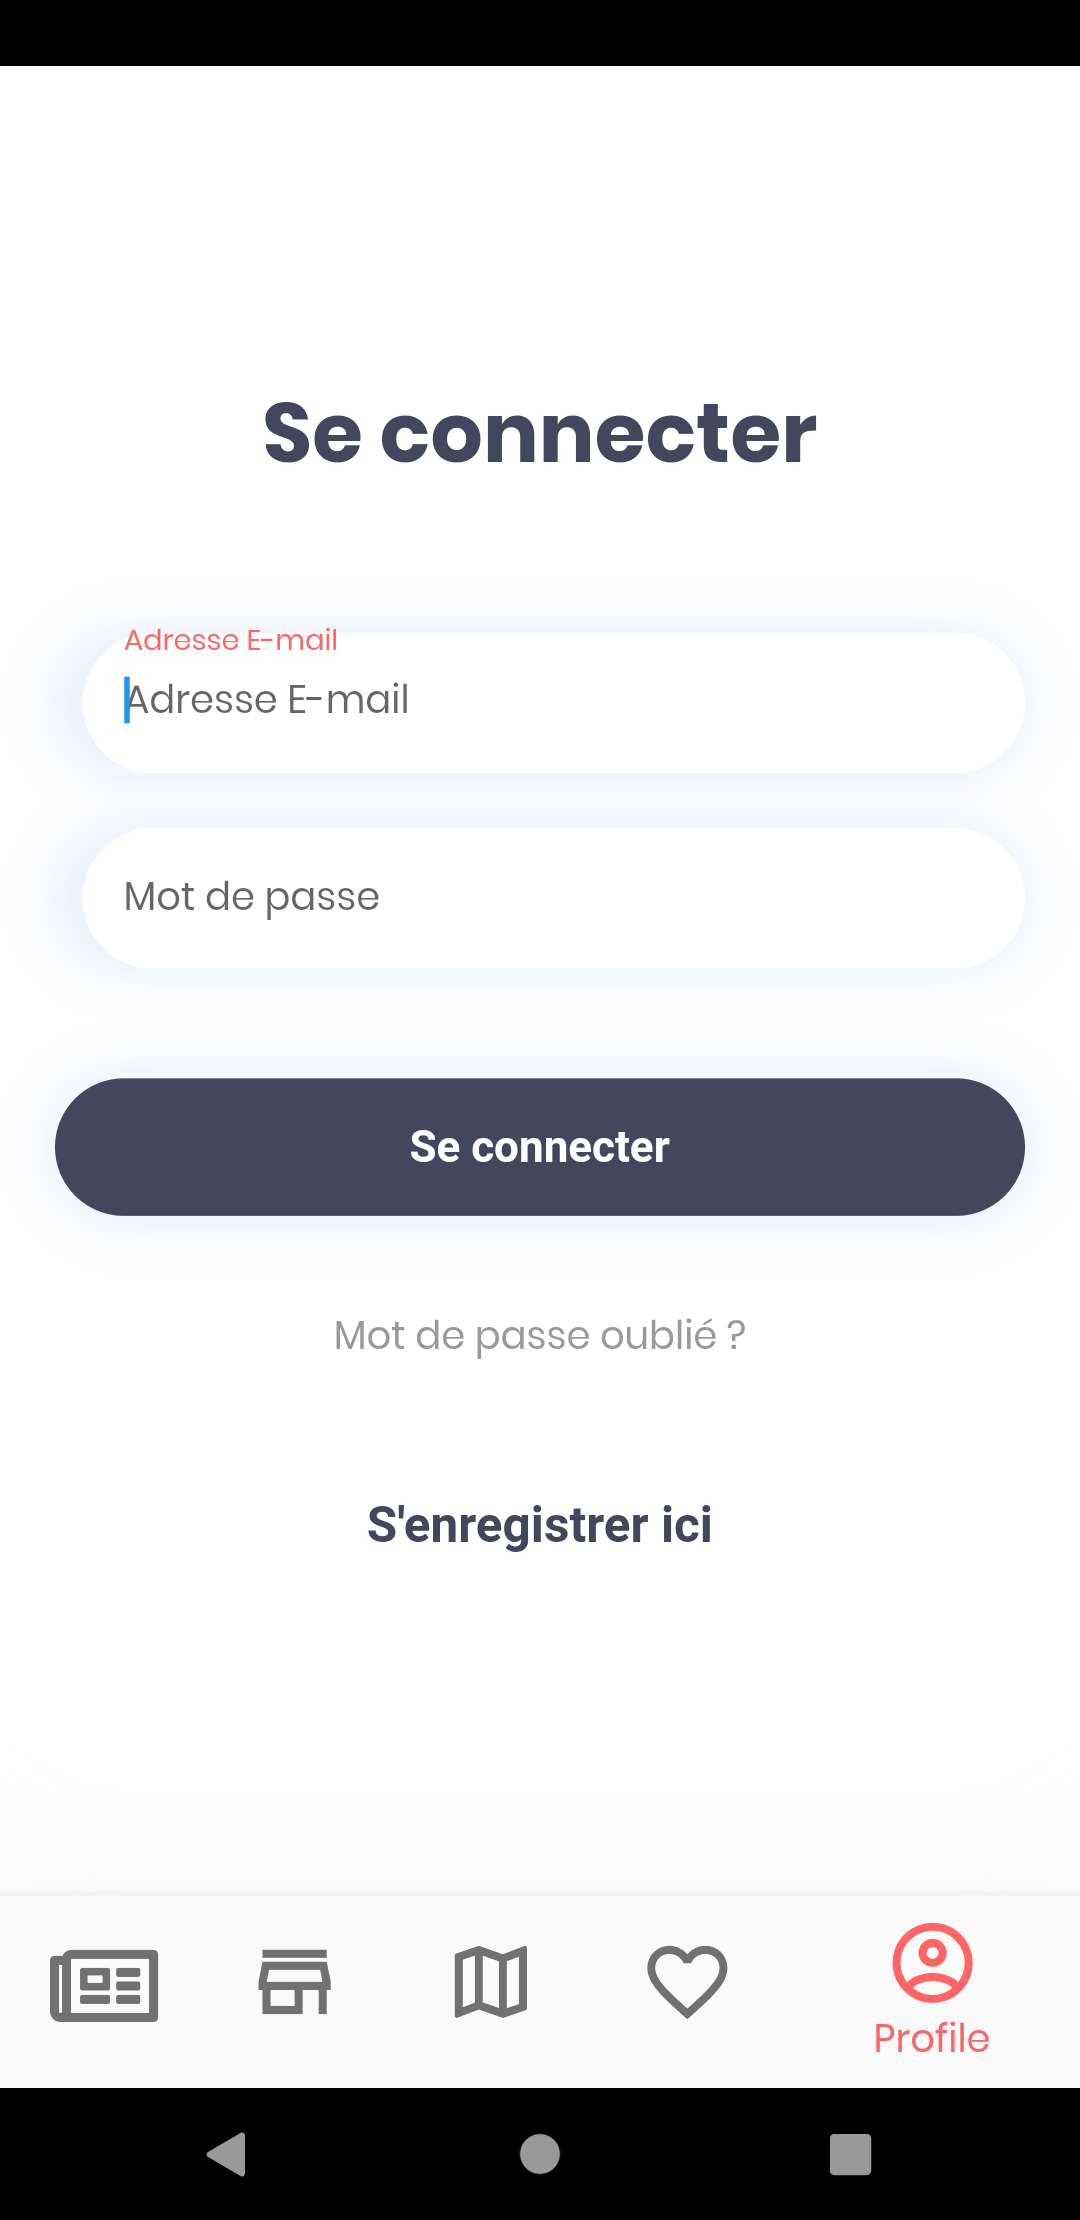 Se connecter
Adresse E-mail
Adresse E-mail
Mot de passe
Se connecter
Mot de passe oublié ?
S'enregistrer ici
Profile